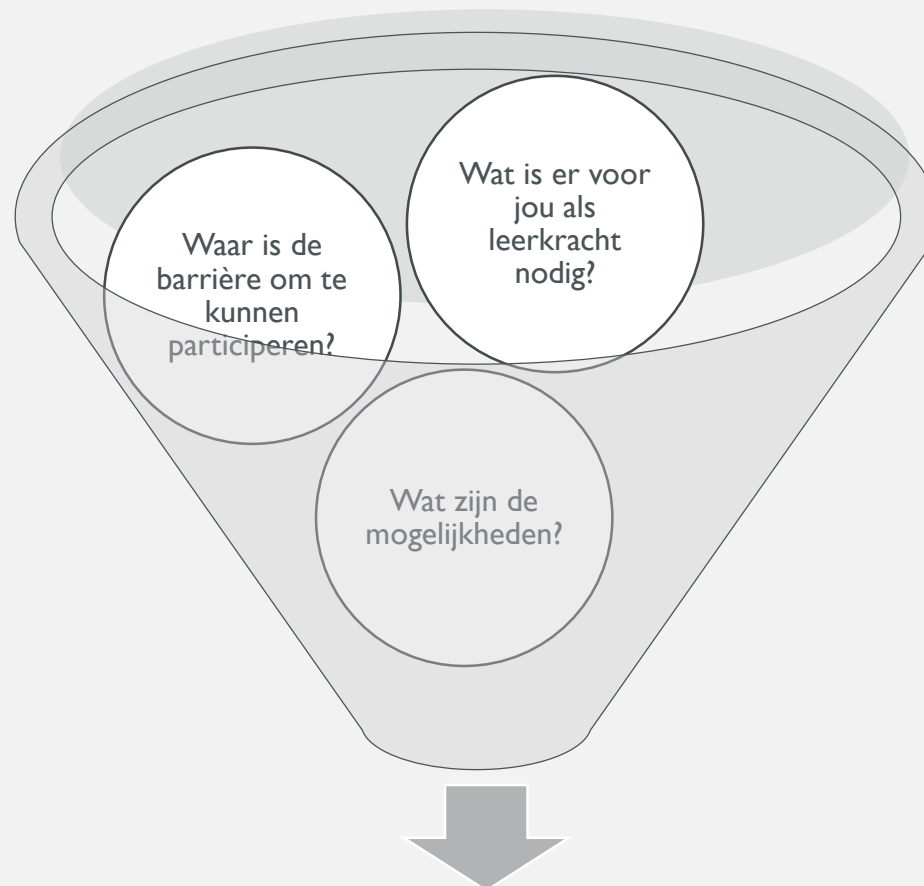 Waar is de
barrière om te
kunnen
participeren?
Wat is er voor
jou als
leerkracht
nodig?
Wat zijn de
mogelijkheden?